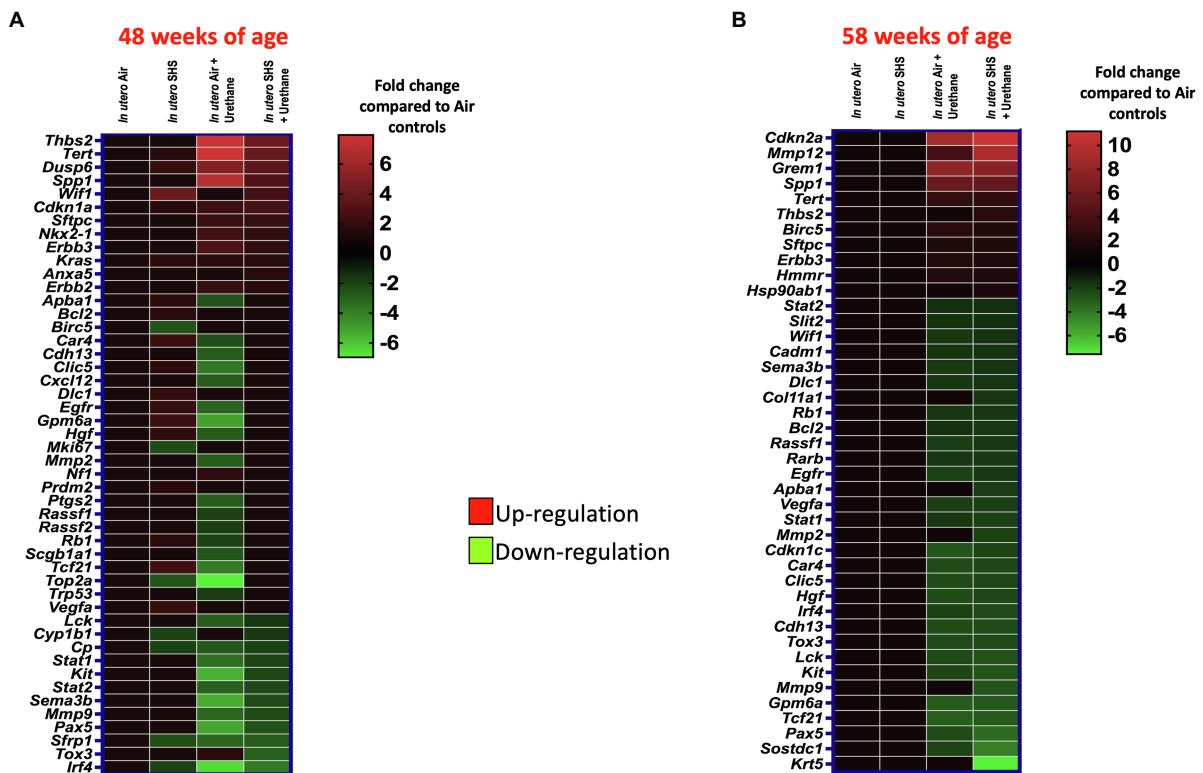 A
48 weeks of age
In utero Air
In utero SHS
In utero Air +
Urethane
In utero SHS
+ Urethane
Fold change
compared to Air
controls
Thbs2
Tert
Dusp6
Spp1
Wif1
Cdkn1a
Sftpc
Nkx2-1
Erbb3
Kras
Anxa5
Erbb2
Apba1
Bcl2
Birc5
Car4
Cdh13
Clic5
Cxcl12
Dlc1
Egfr
Gpm6a
Hgf
Mki67
Mmp2
Nf1
Prdm2
Ptgs2
Rassf1
Rassf2
Rb1
Scgb1a1
Tcf21
Top2a
Trp53
Vegfa
Lck
Cyp1b1
Cp
Stat1
Kit
Stat2
Sema3b
Mmp9
Pax5
Sfrp1
Tox3
Irf4
6
4
2
0
-2
-4
-6
Up-regulation
Down-regulation
B
58 weeks of age
In utero Air
In utero SHS
In utero Air +
Urethane
In utero SHS
+ Urethane
Fold change
compared to Air
controls
Cdkn2a
Mmp12
Grem1
Spp1
Tert
Thbs2
Birc5
Sftpc
Erbb3
Hmmr
Hsp90ab1
Stat2
Slit2
Wif1
Cadm1
Sema3b
Dlc1
Col11a1
Rb1
Bcl2
Rassf1
Rarb
Egfr
Apba1
Vegfa
Stat1
Mmp2
Cdkn1c
Car4
Clic5
Hgf
Irf4
Cdh13
Tox3
Lck
Kit
Mmp9
Gpm6a
Tcf21
Pax5
Sostdc1
Krt5
10
8
6
4
2
0
-2
-4
-6